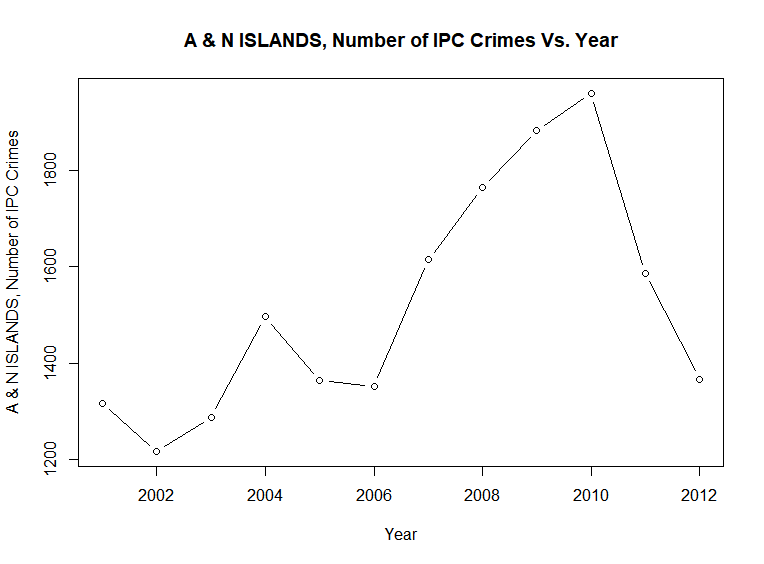 A & N ISLANDS, Number of IPC Crimes Vs. Year
A & N ISLANDS, Number of IPC Crimes
1800
1600
1400
1200
2002 2004 2006 2008 2010 2012
Year